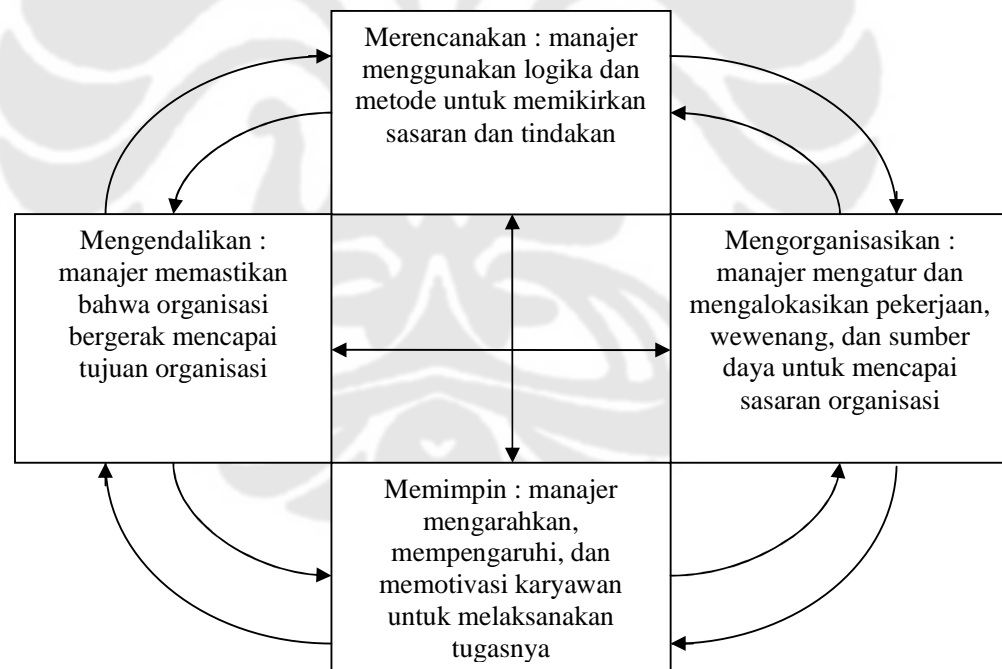 Merencanakan : manajer
menggunakan logika dan
metode untuk memikirkan
sasaran dan tindakan
Mengendalikan :
manajer memastikan
bahwa organisasi
bergerak mencapai
tujuan organisasi
Mengorganisasikan :
manajer mengatur dan
mengalokasikan pekerjaan,
wewenang, dan sumber
daya untuk mencapai
sasaran organisasi
Memimpin : manajer
mengarahkan,
mempengaruhi, dan
memotivasi karyawan
untuk melaksanakan
tugasnya